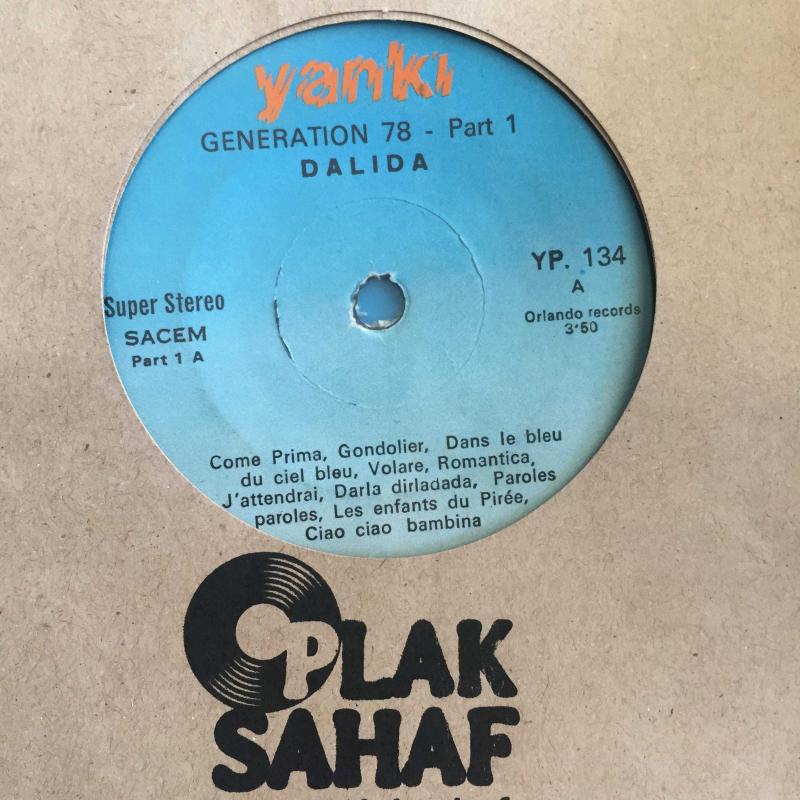 yanki
GENERATION 78 - Part 1
DALIDA
YP. 134
A
Orlando records
3'50
Super Stereo
SACEM
Part 1 A
Come Prima, Gondolier, Dans le bleu
du ciel bleu, Volare, Romantica,
J'attendrai, Darla dirladada, Paroles
paroles, Les enfants du Pirée,
Ciao ciao bambina
PLAK
SAHAF